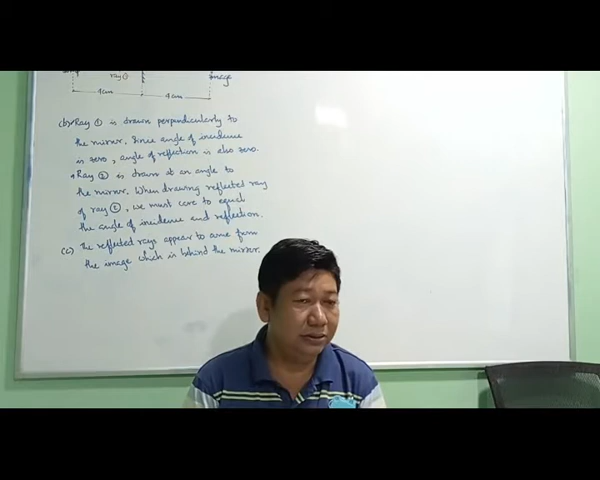 ray ①
image
4cm 4cm
(b) Ray ① is drawn perpendicularly to
the mirror. Since angle of incidence
is zero, angle of reflection is also zero.
Ray ② is drawn at an angle to
the mirror. When drawing reflected ray
of ray ②, we must care to equal
the angle of incidence and reflection.
(c) The reflected rays appear to come from
the image which is behind the mirror.